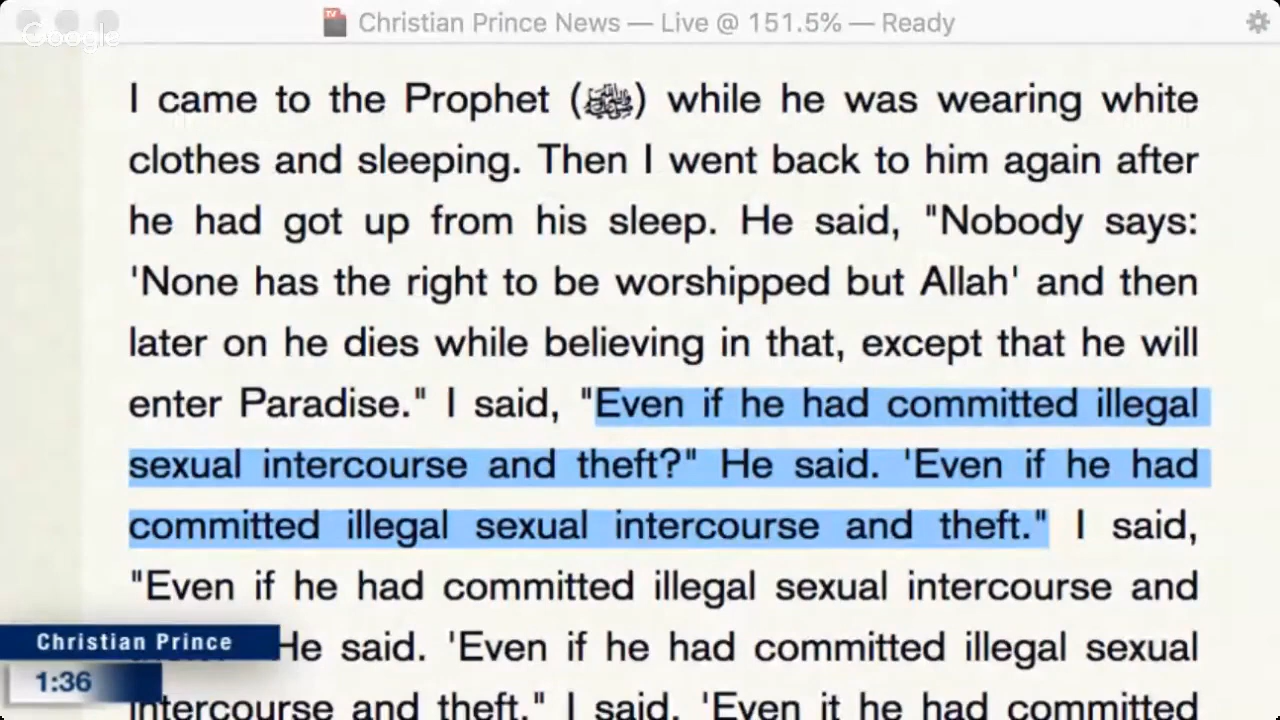 Christian Prince News — Live @ 151.5% — Ready
Google
I came to the Prophet (ﷺ) while he was wearing white
clothes and sleeping. Then I went back to him again after
he had got up from his sleep. He said, "Nobody says:
'None has the right to be worshipped but Allah' and then
later on he dies while believing in that, except that he will
enter Paradise." I said, "Even if he had committed illegal
sexual intercourse and theft?" He said. 'Even if he had
committed illegal sexual intercourse and theft." I said,
"Even if he had committed illegal sexual intercourse and
He said. 'Even if he had committed illegal sexual
intercourse and theft." I said, 'Even it he had committed
Christian Prince
1:36